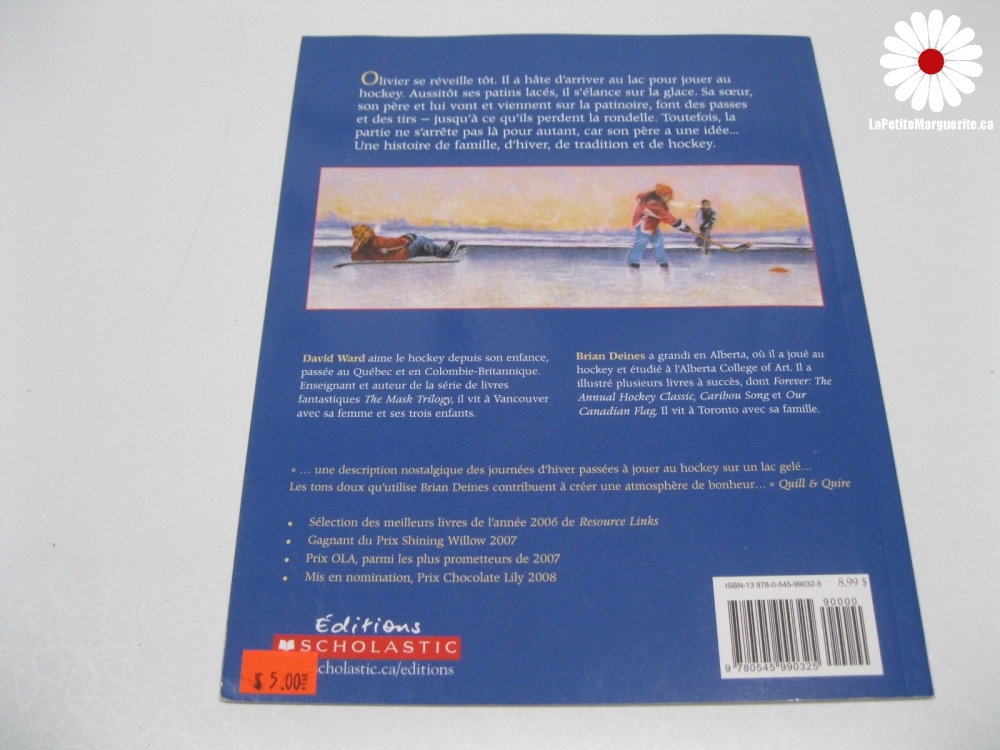 LaPetiteMarguerite.ca
Olivier se réveille tôt. Il a hâte d'arriver au lac pour jouer au
hockey. Aussitôt ses patins lacés, il s'élance sur la glace. Sa sœur,
son père et lui vont et viennent sur la patinoire, font des passes
et des tirs — jusqu'à ce qu'ils perdent la rondelle. Toutefois, la
partie ne s'arrête pas là pour autant, car son père a une idée...
Une histoire de famille, d'hiver, de tradition et de hockey.
David Ward aime le hockey depuis son enfance,
passée au Québec et en Colombie-Britannique.
Enseignant et auteur de la série de livres
fantastiques The Mask Trilogy, il vit à Vancouver
avec sa femme et ses trois enfants.
Brian Deines a grandi en Alberta, où il a joué au
hockey et étudié à l'Alberta College of Art. Il a
illustré plusieurs livres à succès, dont Forever: The
Annual Hockey Classic, Caribou Song et Our
Canadian Flag. Il vit à Toronto avec sa famille.
« ... une description nostalgique des journées d'hiver passées à jouer au hockey sur un lac gelé...
Les tons doux qu'utilise Brian Deines contribuent à créer une atmosphère de bonheur... » Quill & Quire
• Sélection des meilleurs livres de l'année 2006 de Resource Links
• Gagnant du Prix Shining Willow 2007
• Prix OLA, parmi les plus prometteurs de 2007
• Mis en nomination, Prix Chocolate Lily 2008
Éditions
SCHOLASTIC
scholastic.ca/editions
$ 5.00
ISBN-13 978-0-545-99032-5 8,99 $
90000
9 780545 990325